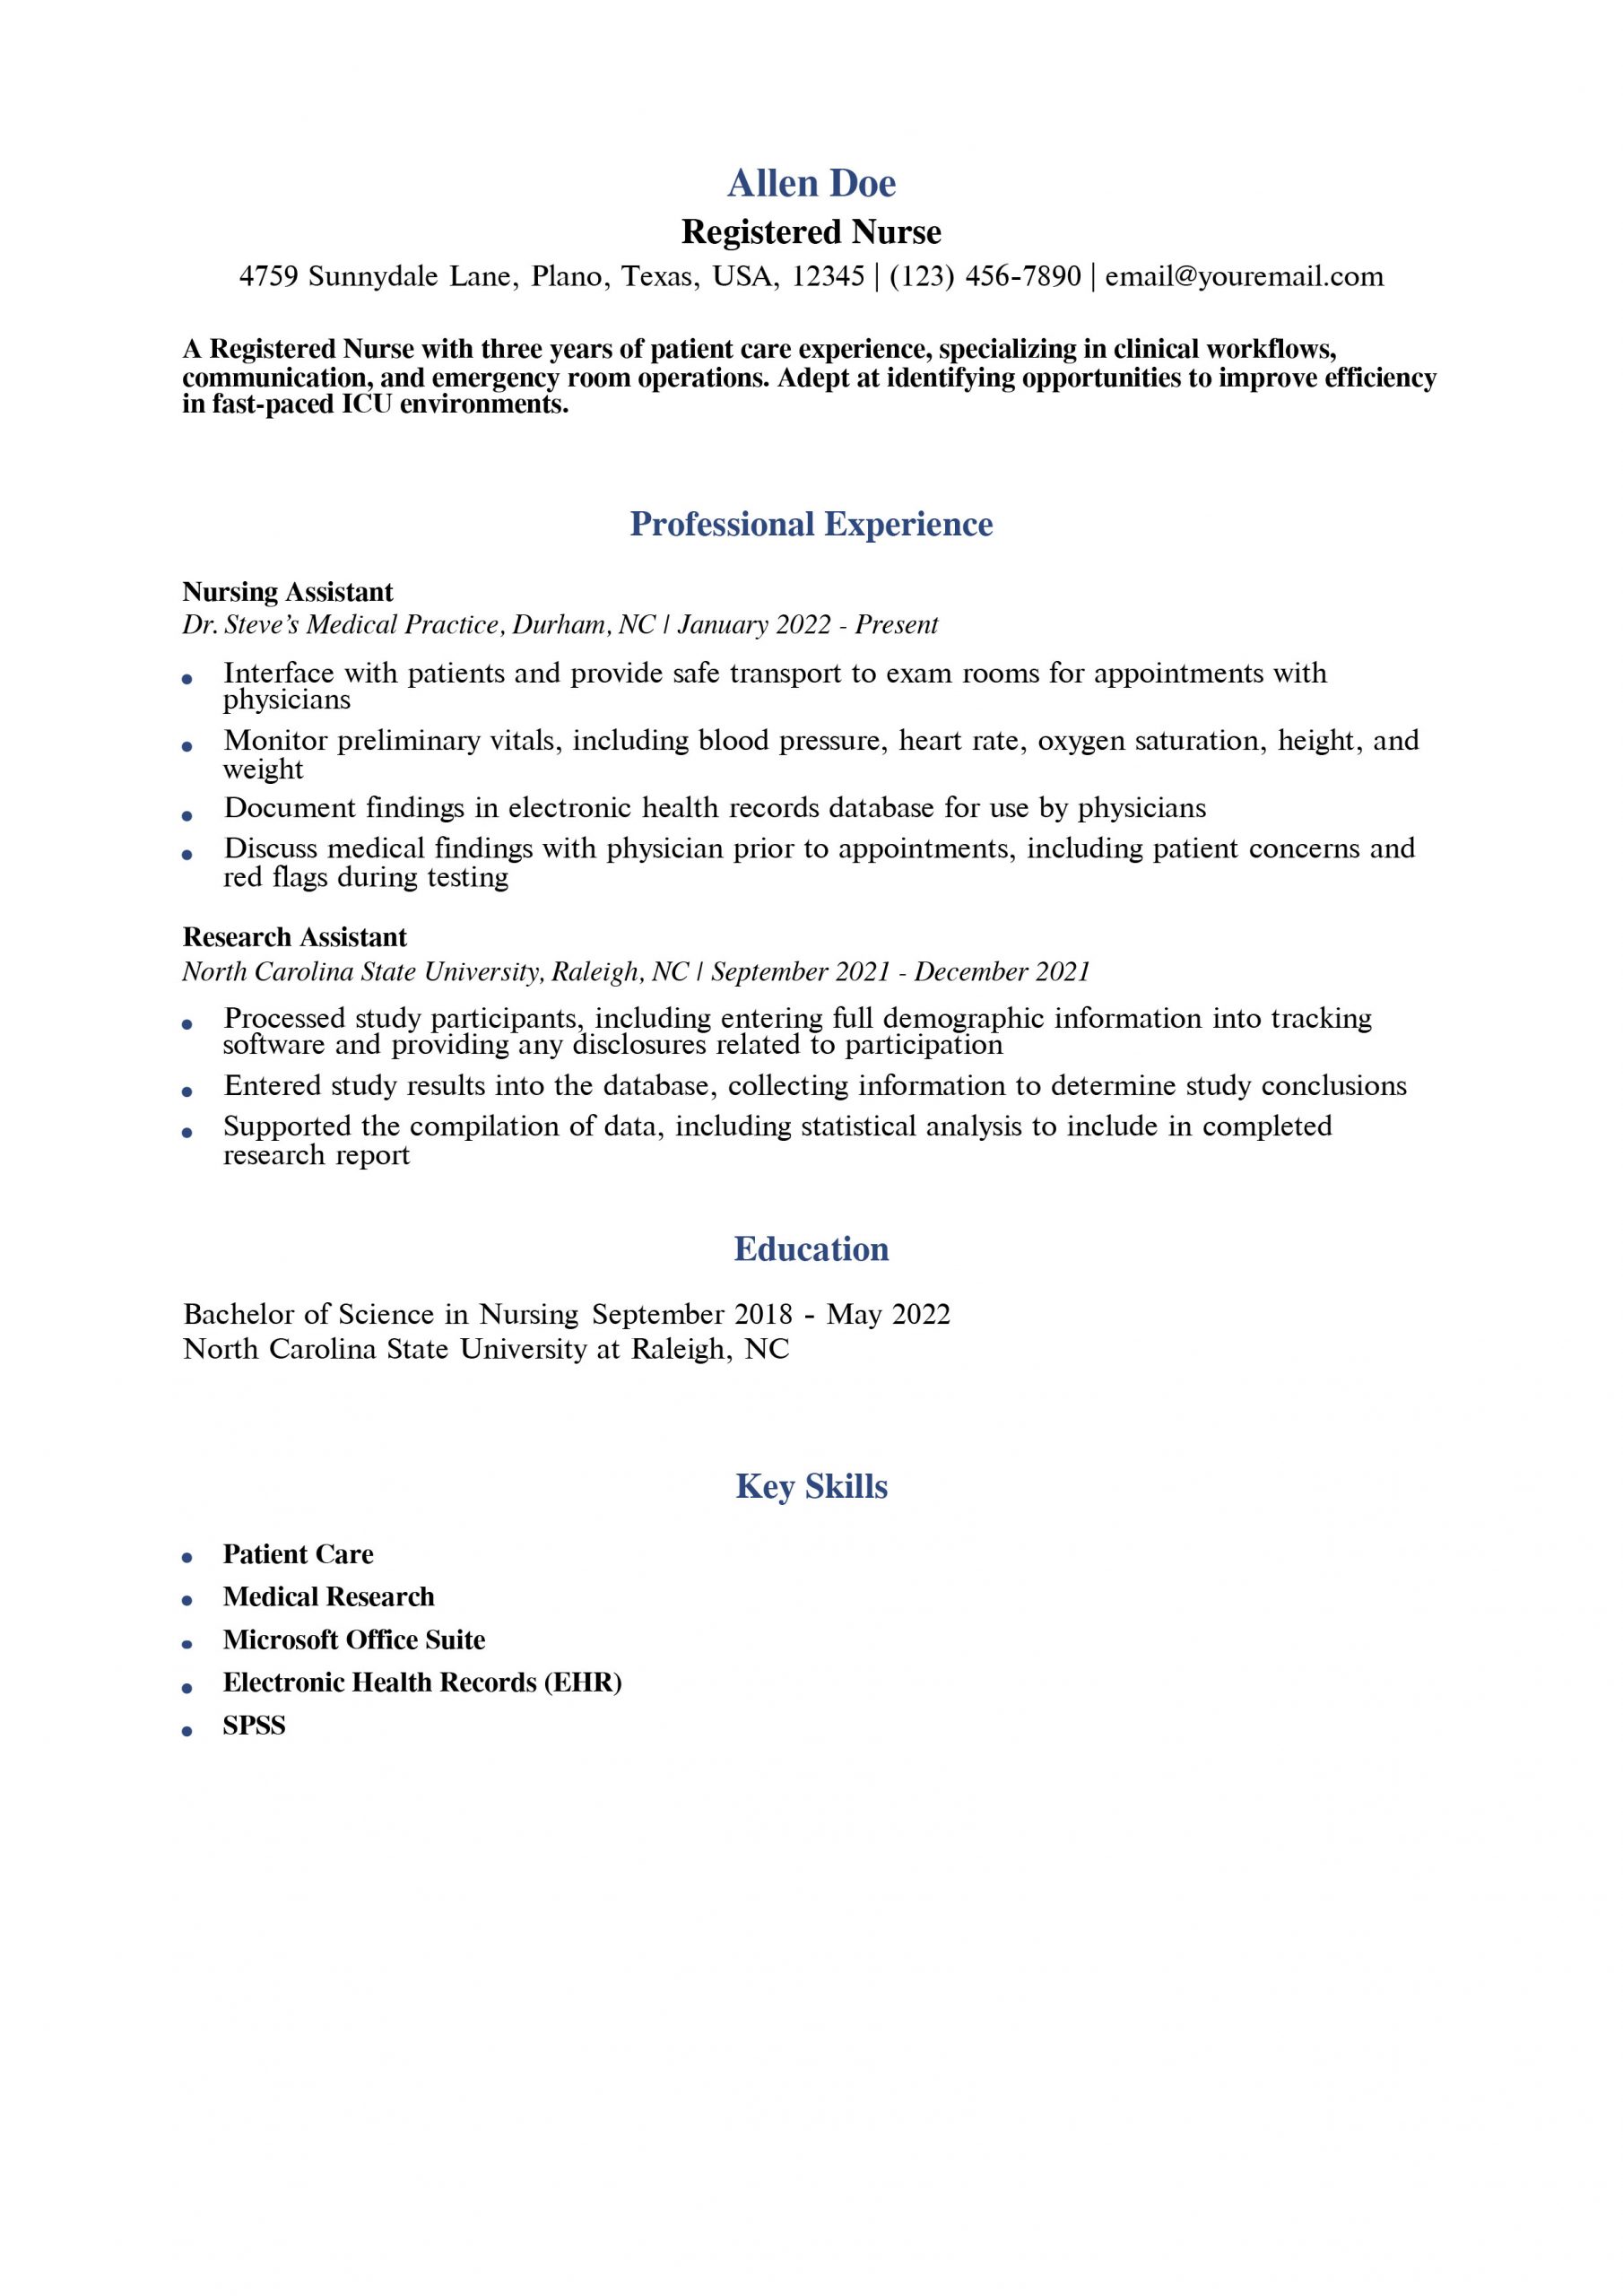 Allen Doe
Registered Nurse
4759 Sunnydale Lane, Plano, Texas, USA, 12345 | (123) 456-7890 | email@youremail.com
A Registered Nurse with three years of patient care experience, specializing in clinical workflows,
communication, and emergency room operations. Adept at identifying opportunities to improve efficiency
in fast-paced ICU environments.
Professional Experience
Nursing Assistant
Dr. Steve’s Medical Practice, Durham, NC | January 2022 - Present
• Interface with patients and provide safe transport to exam rooms for appointments with
physicians
• Monitor preliminary vitals, including blood pressure, heart rate, oxygen saturation, height, and
weight
• Document findings in electronic health records database for use by physicians
• Discuss medical findings with physician prior to appointments, including patient concerns and
red flags during testing
Research Assistant
North Carolina State University, Raleigh, NC | September 2021 - December 2021
• Processed study participants, including entering full demographic information into tracking
software and providing any disclosures related to participation
• Entered study results into the database, collecting information to determine study conclusions
• Supported the compilation of data, including statistical analysis to include in completed
research report
Education
Bachelor of Science in Nursing September 2018 - May 2022
North Carolina State University at Raleigh, NC
Key Skills
• Patient Care
• Medical Research
• Microsoft Office Suite
• Electronic Health Records (EHR)
• SPSS